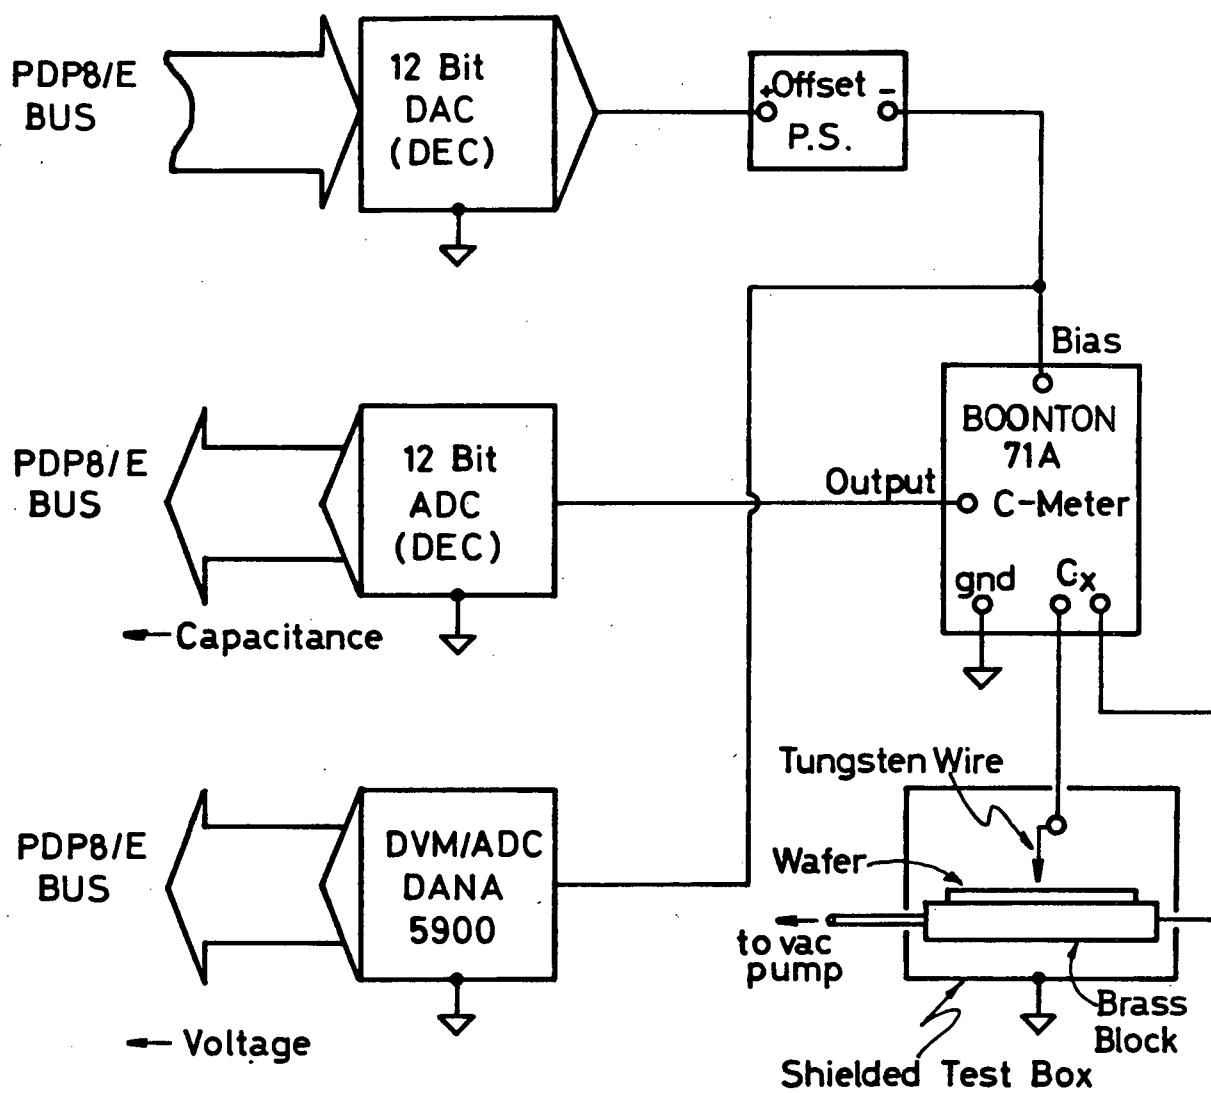 PDP8/E
BUS
12 Bit
DAC
(DEC)
+Offset -
P.S.
Bias
BOONTON
71A
C-Meter
Output
gnd
Cx
PDP8/E
BUS
12 Bit
ADC
(DEC)
← Capacitance
Tungsten Wire
Wafer
to vac
pump
Brass
Block
Shielded Test Box
PDP8/E
BUS
DVM/ADC
DANA
5900
← Voltage